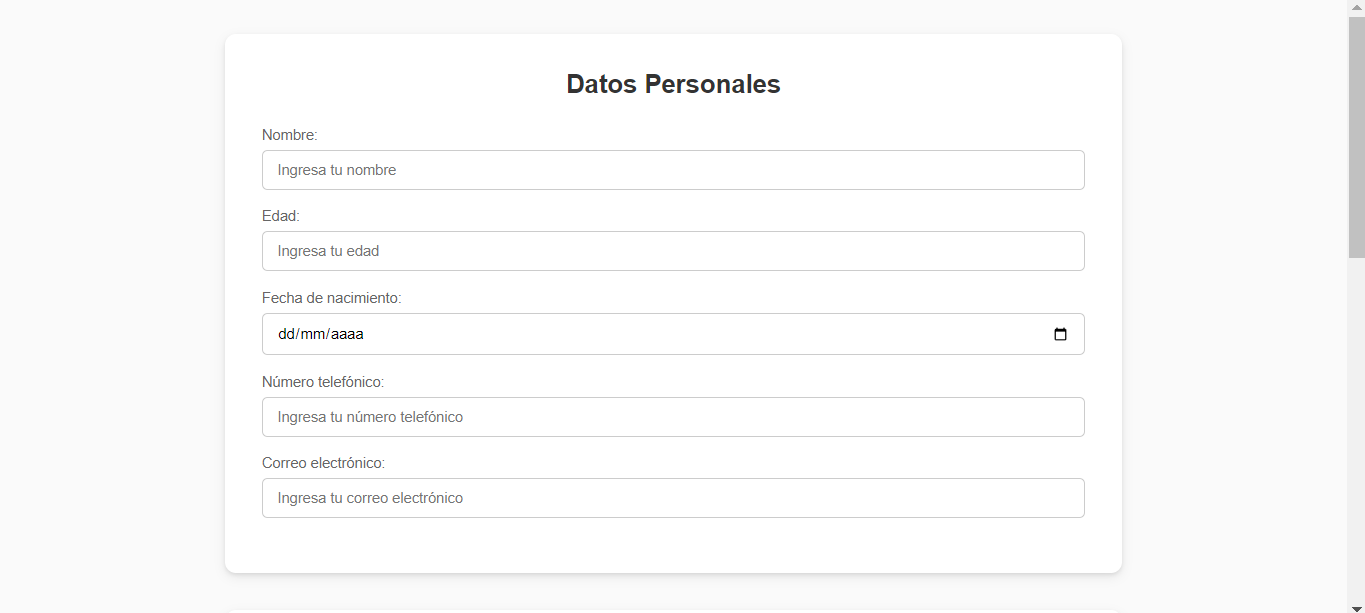 Datos Personales
Nombre:
Ingresa tu nombre
Edad:
Ingresa tu edad
Fecha de nacimiento:
dd/mm/aaaa
Número telefónico:
Ingresa tu número telefónico
Correo electrónico:
Ingresa tu correo electrónico